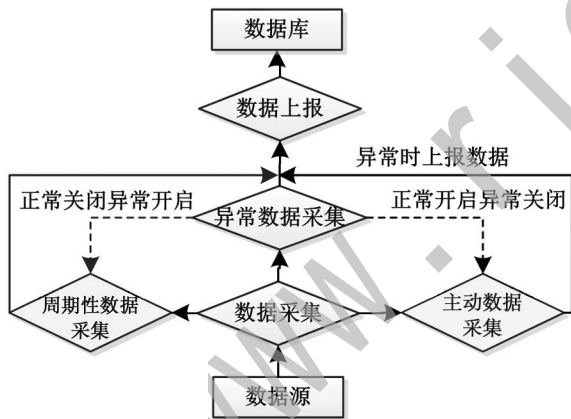 数据库
数据上报
异常时上报数据
正常关闭异常开启
正常开启异常关闭
异常数据采集
周期性数据
采集
数据采集
主动数据
采集
数据源